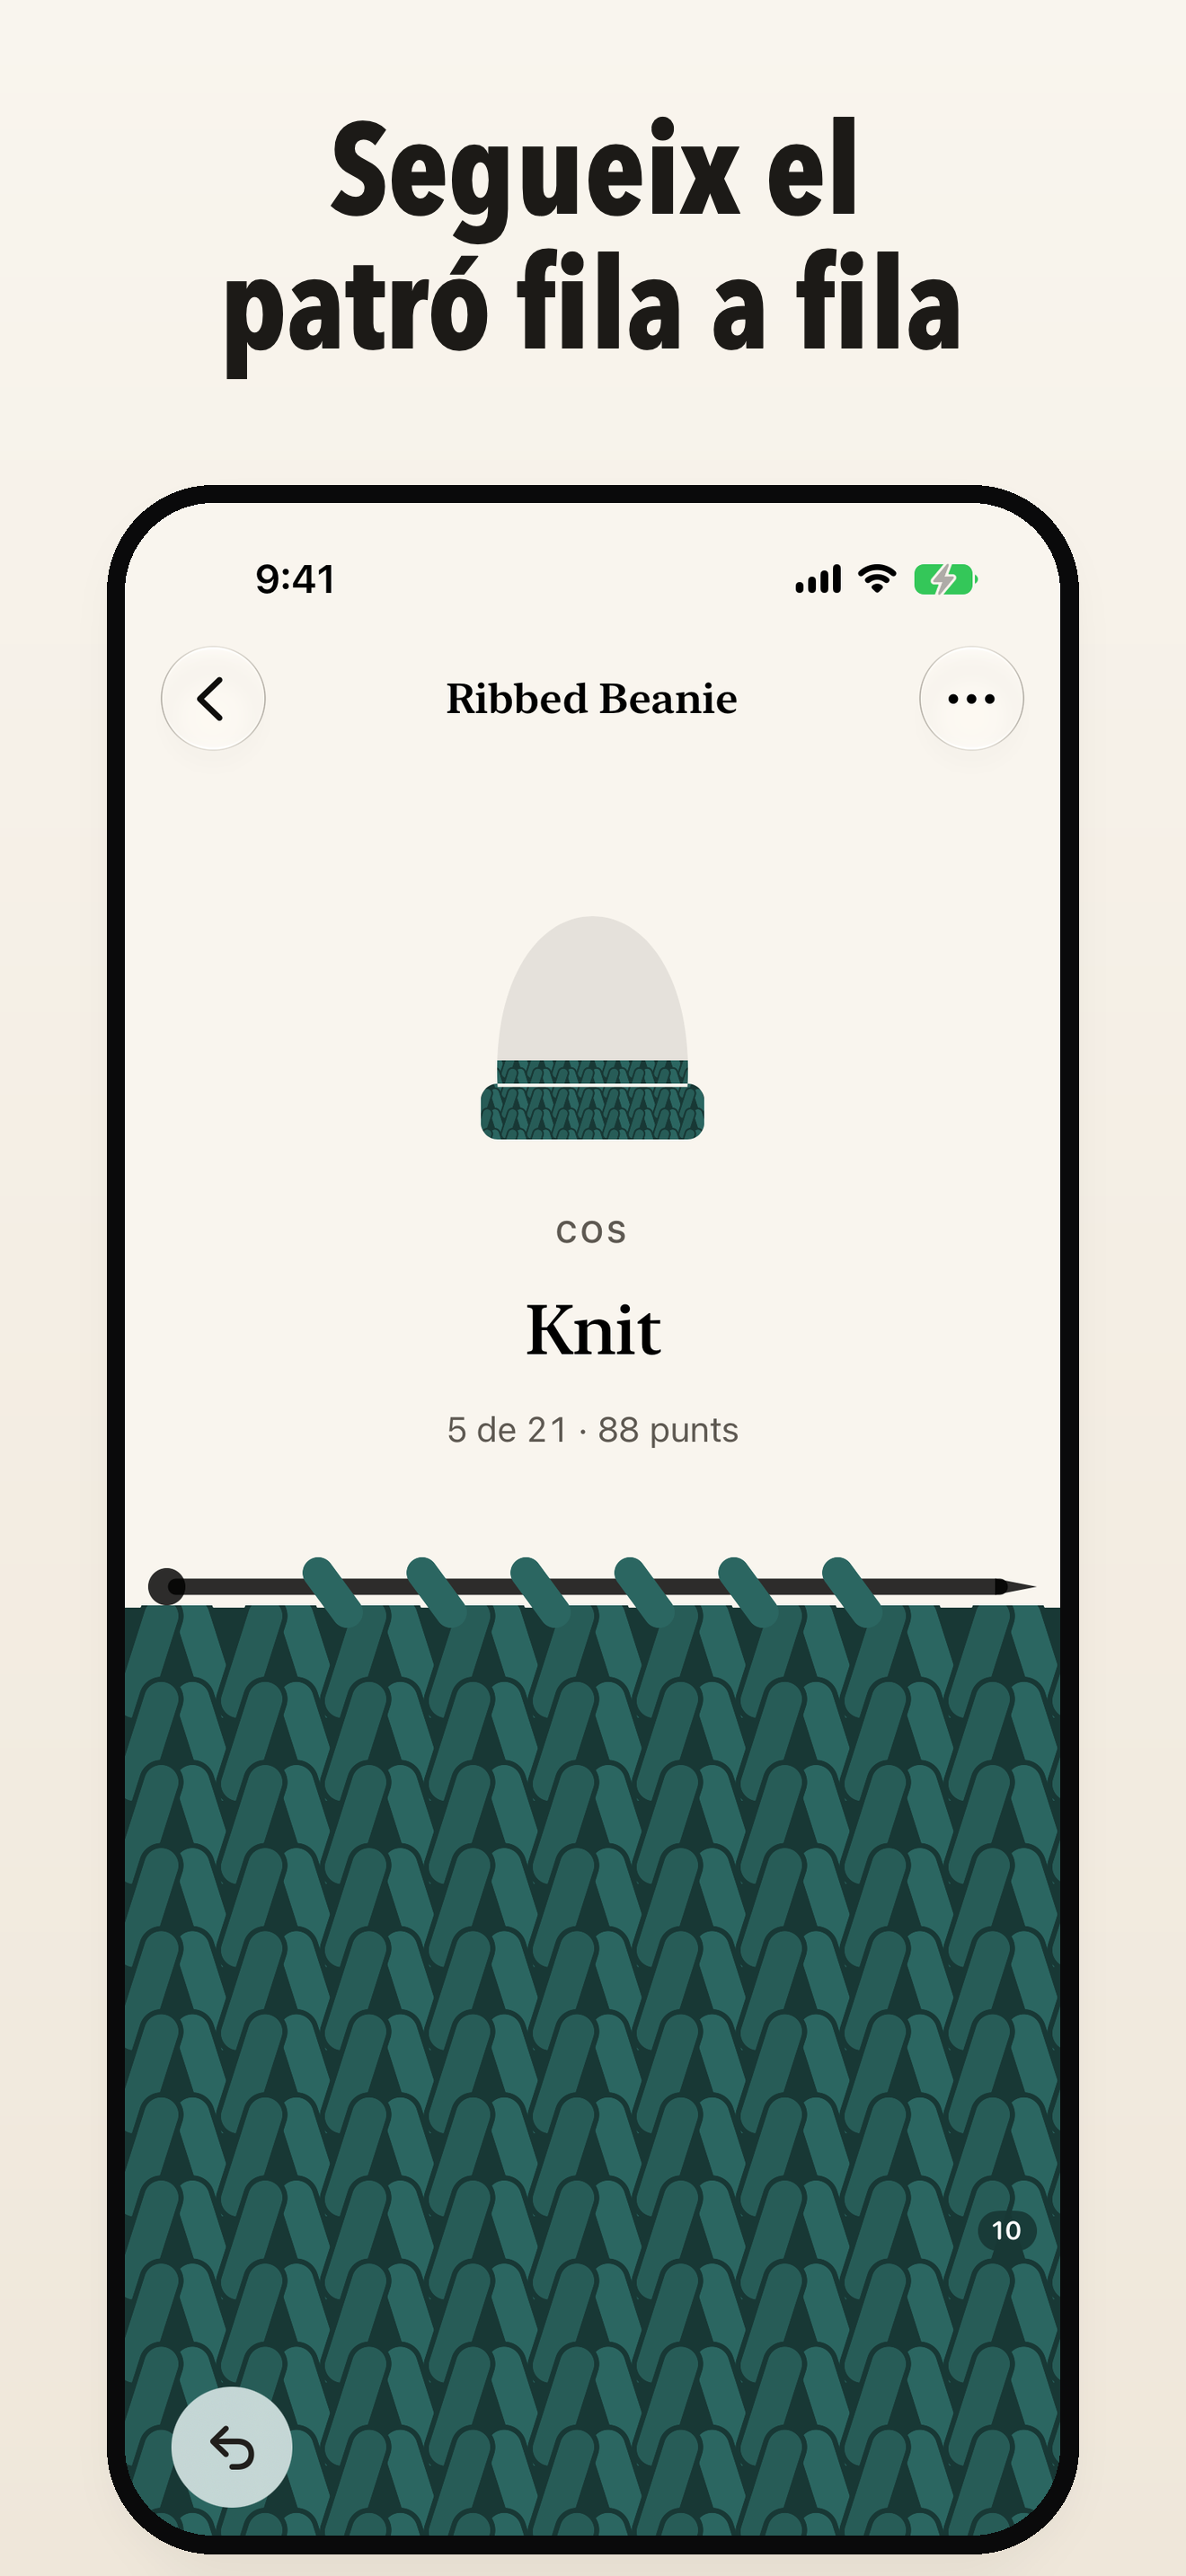 Segueix el
patró fila a fila
9:41
Ribbed Beanie
cos
Knit
5 de 21 · 88 punts
10